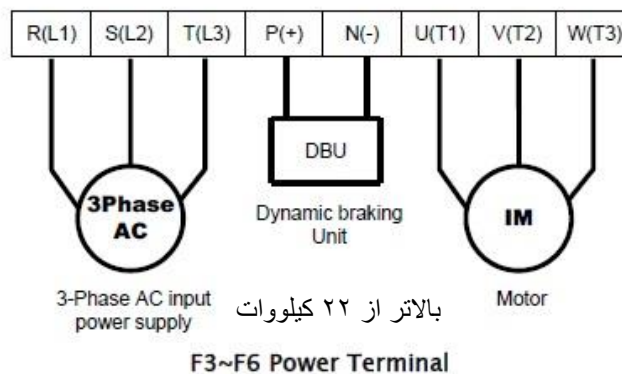 R(L1) S(L2) T(L3) P(+) N(-) U(T1) V(T2) W(T3)
3Phase
AC
DBU
IM
Dynamic braking
Unit
3-Phase AC input
power supply
بالاتر از ۲۲ کیلووات
Motor
F3~F6 Power Terminal